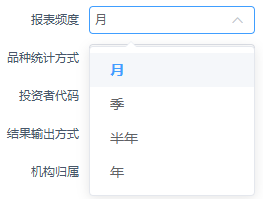 报表频度 月
品种统计方式
月
投资者代码
季
结果输出方式
半年
机构归属
年